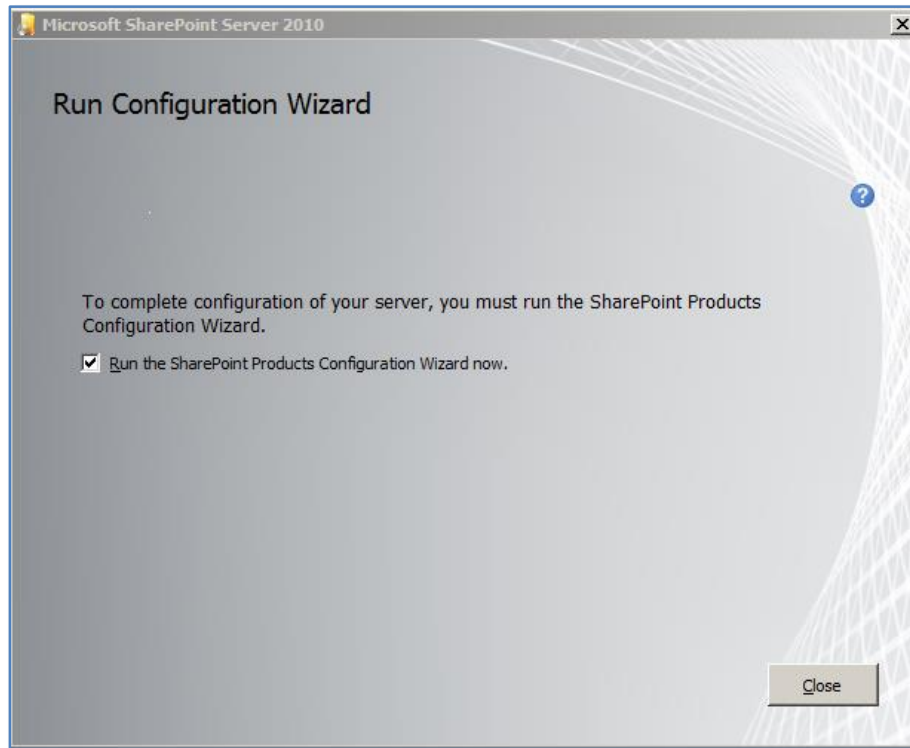 Microsoft SharePoint Server 2010
Run Configuration Wizard
?
To complete configuration of your server, you must run the SharePoint Products
Configuration Wizard.
Run the SharePoint Products Configuration Wizard now.
Close